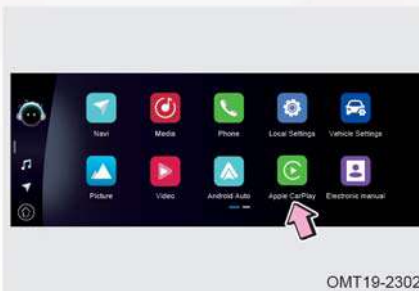 Navi Media Phone Local Settings Vehicle Settings
Picture Video Android Auto Apple CarPlay Electronic manual
OMT19-2302